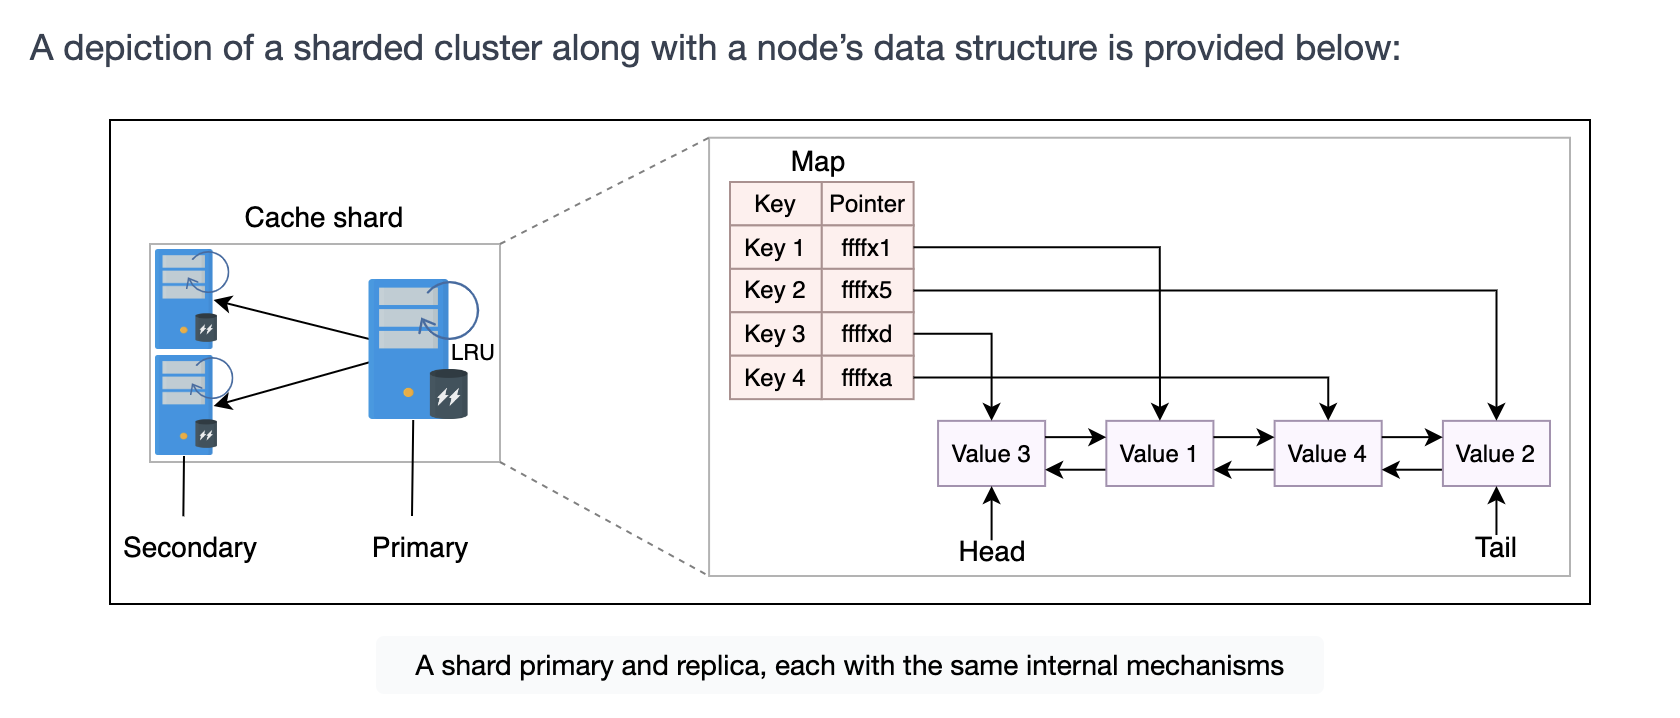 A depiction of a sharded cluster along with a node’s data structure is provided below:
Cache shard
LRU
Secondary
Primary
Map
Key Pointer
Key 1 ffffx1
Key 2 ffffx5
Key 3 ffffxd
Key 4 ffffxa
Value 3
Value 1
Value 4
Value 2
Head
Tail
A shard primary and replica, each with the same internal mechanisms